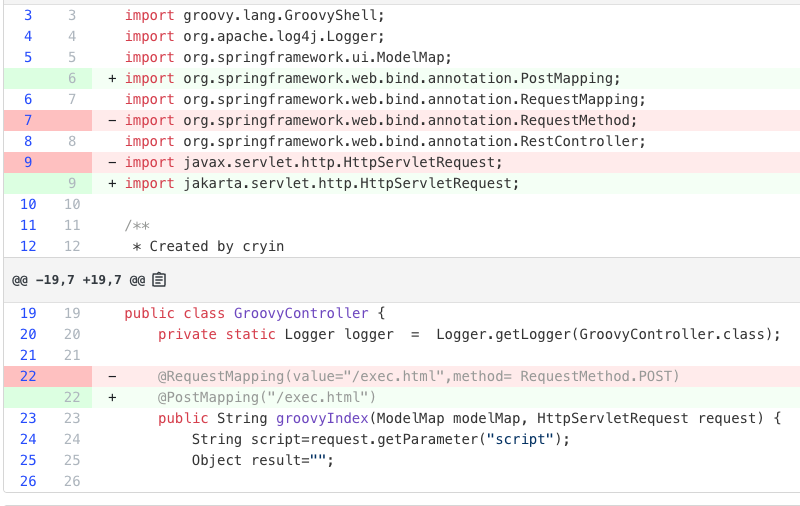 3 3 import groovy.lang.GroovyShell;
4 4 import org.apache.log4j.Logger;
5 5 import org.springframework.ui.ModelMap;
6 + import org.springframework.web.bind.annotation.PostMapping;
6 7 import org.springframework.web.bind.annotation.RequestMapping;
7 − import org.springframework.web.bind.annotation.RequestMethod;
8 8 import org.springframework.web.bind.annotation.RestController;
9 − import javax.servlet.http.HttpServletRequest;
9 + import jakarta.servlet.http.HttpServletRequest;
10 10
11 11 /**
12 12 * Created by cryin
@@ −19,7 +19,7 @@
19 19 public class GroovyController {
20 20 private static Logger logger = Logger.getLogger(GroovyController.class);
21 21
22 − @RequestMapping(value="/exec.html",method= RequestMethod.POST)
22 + @PostMapping("/exec.html")
23 23 public String groovyIndex(ModelMap modelMap, HttpServletRequest request) {
24 24 String script=request.getParameter("script");
25 25 Object result="";
26 26